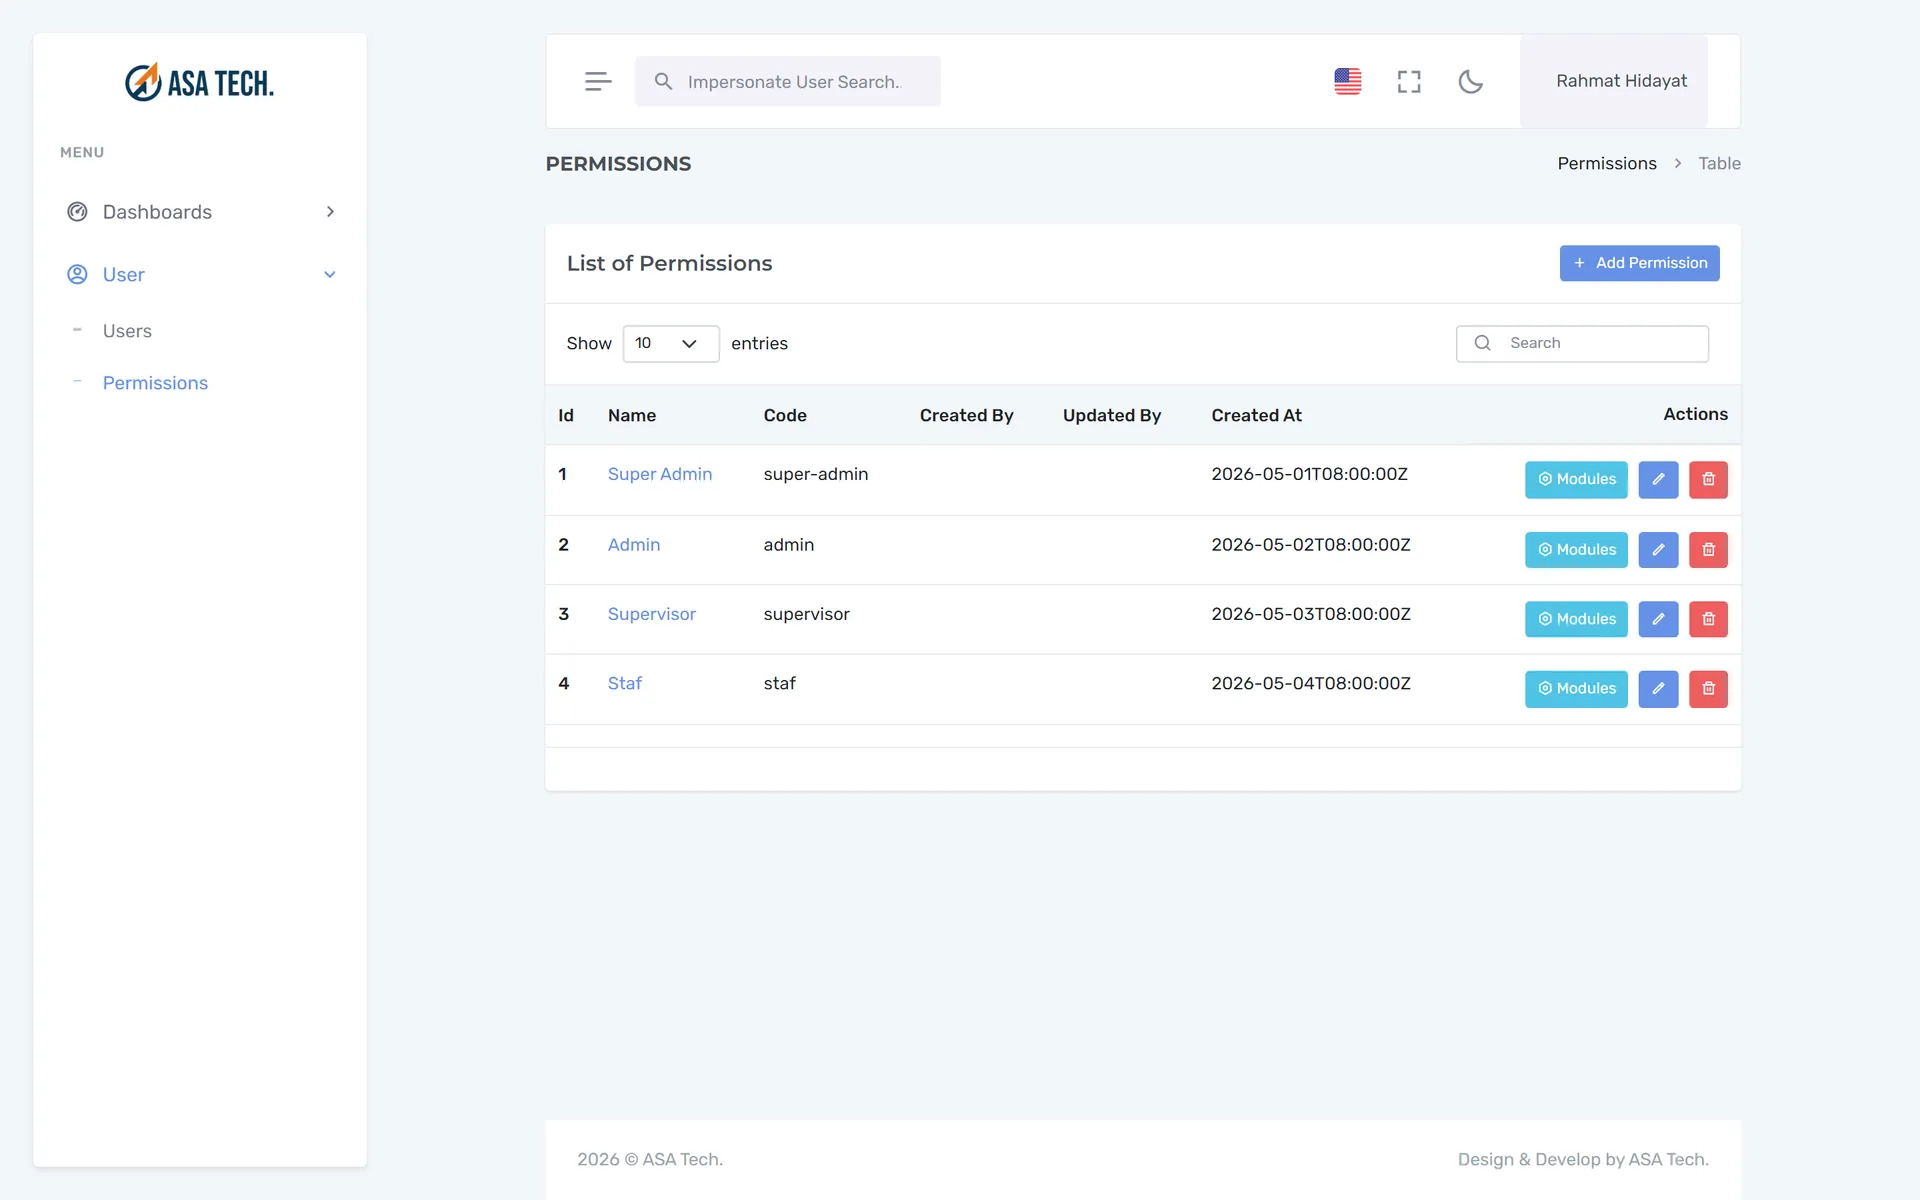 ASA TECH.
MENU
Dashboards
User
Users
Permissions
Impersonate User Search..
Rahmat Hidayat
PERMISSIONS
Permissions > Table
List of Permissions
+ Add Permission
Show 10 entries
Search
Id Name Code Created By Updated By Created At Actions
1 Super Admin super-admin 2026-05-01T08:00:00Z Modules
2 Admin admin 2026-05-02T08:00:00Z Modules
3 Supervisor supervisor 2026-05-03T08:00:00Z Modules
4 Staf staf 2026-05-04T08:00:00Z Modules
2026 © ASA Tech.
Design & Develop by ASA Tech.